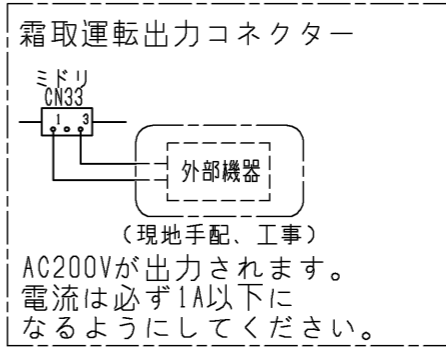 霜取運転出力コネクター
ミドリ
CN33
1 3
外部機器
(現地手配、工事)
AC200Vが出力されます。
電流は必ず1A以下に
なるようにしてください。